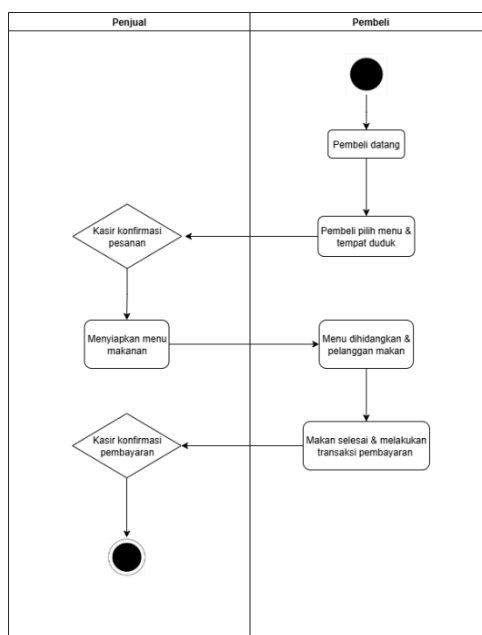 Penjual
Pembeli
Pembeli datang
Pembeli pilih menu &
tempat duduk
Kasir konfirmasi
pesanan
Menyiapkan menu
makanan
Menu dihidangkan &
pelanggan makan
Makan selesai & melakukan
transaksi pembayaran
Kasir konfirmasi
pembayaran